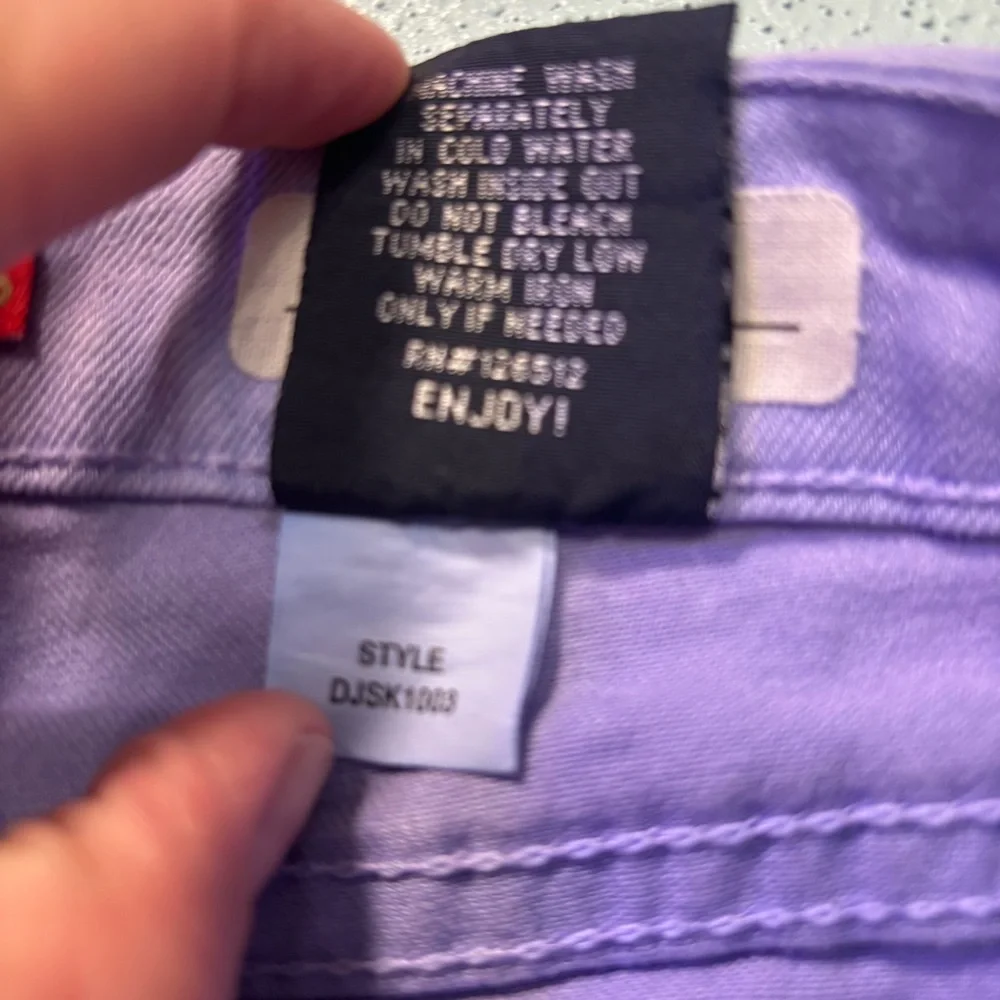 MACHINE WASH
SEPARATELY
IN COLD WATER
WASH INSIDE OUT
DO NOT BLEACH
TUMBLE DRY LOW
WARM IRON
ONLY IF NEEDED
RN#126512
ENJOY!
STYLE
DJSK1003